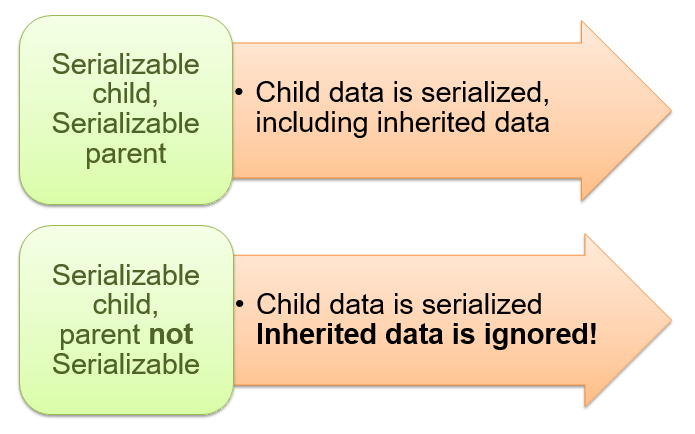 Serializable
child,
Serializable
parent
• Child data is serialized,
including inherited data
Serializable
child,
parent not
Serializable
• Child data is serialized
Inherited data is ignored!